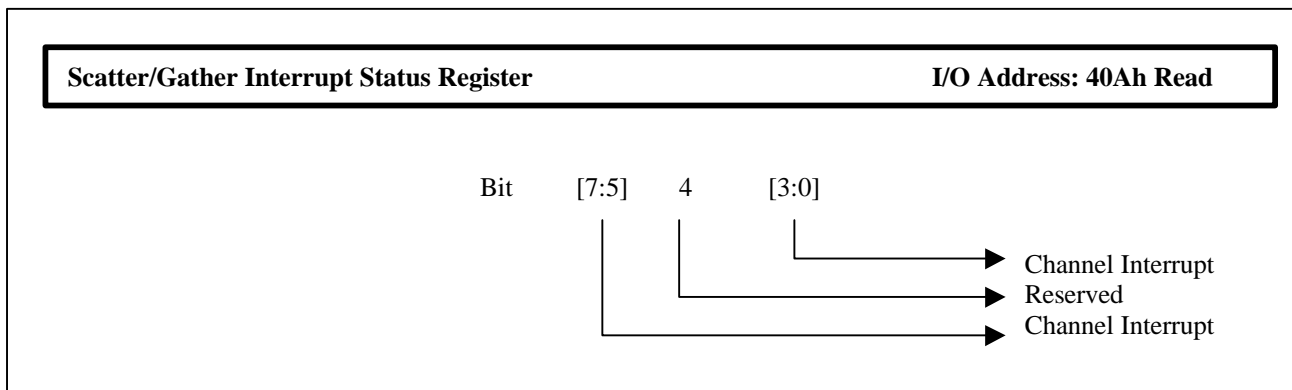 Scatter/Gather Interrupt Status Register I/O Address: 40Ah Read
Bit [7:5] 4 [3:0]
Channel Interrupt
Reserved
Channel Interrupt